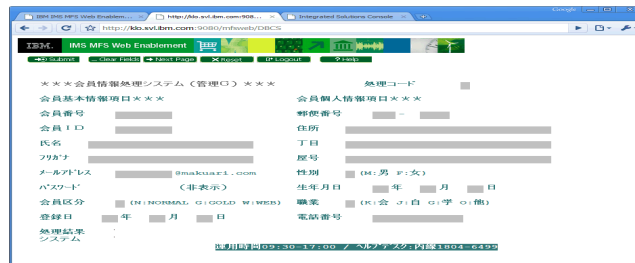 Google
IBM IMS MFS Web Enablem...
http://klo.svl.ibm.com:908...
Integrated Solutions Console
http://klo.svl.ibm.com:9080/mfsweb/DBCS
IBM. IMS MFS Web Enablement
Submit Clear Fields Next Page Reset Logout ? Help
***会員情報処理システム(管理G)*** 処理コード
会員基本情報項目*** 会員個人情報項目***
会員番号 郵便番号 -
会員ID 住所
氏名 丁目
フリガナ 屋号
メールアドレス @makuari.com 性別 (M:男 F:女)
パスワード (非表示) 生年月日 年 月 日
会員区分 (N:NORMAL G:GOLD W:WEB) 職業 (K:会 J:自 G:学 O:他)
登録日 年 月 日 電話番号
処理結果 :
システム :
運用時間09:30-17:00 / ヘルプデスク:内線1804-6499